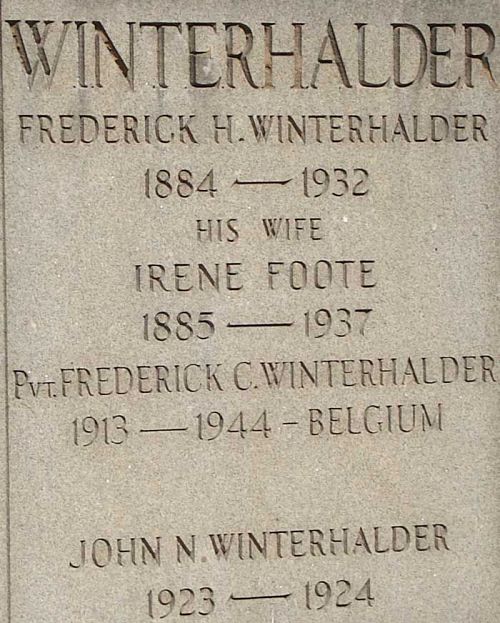 WINTERHALDER
FREDERICK H. WINTERHALDER
1884 — 1932
HIS WIFE
IRENE FOOTE
1885 — 1937
PVT. FREDERICK C. WINTERHALDER
1913 — 1944 - BELGIUM
JOHN N. WINTERHALDER
1923 — 1924